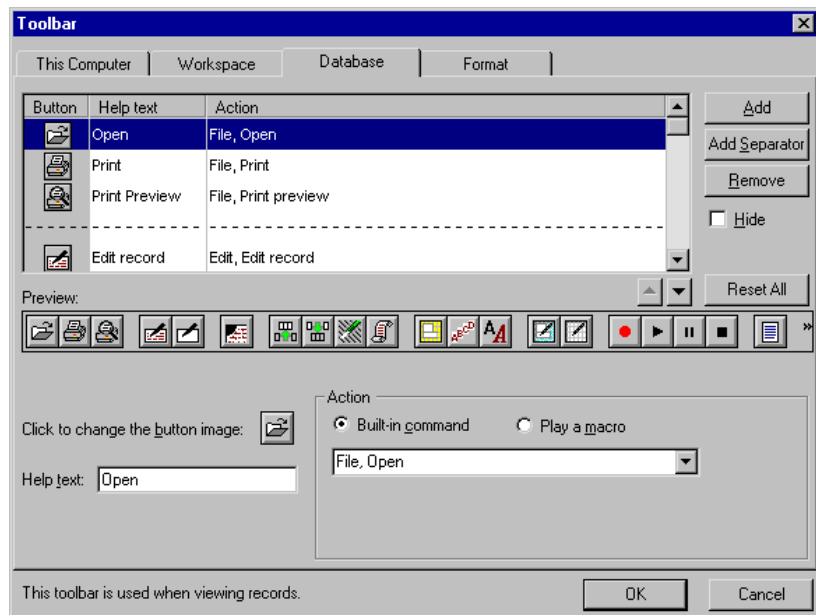 Toolbar
This Computer Workspace Database Format
Button Help text Action
Open File, Open
Print File, Print
Print Preview File, Print preview
Edit record Edit, Edit record
Add
Add Separator
Remove
Hide
Reset All
Preview:
Click to change the button image:
Help text: Open
Action
Built-in command Play a macro
File, Open
This toolbar is used when viewing records.
OK Cancel